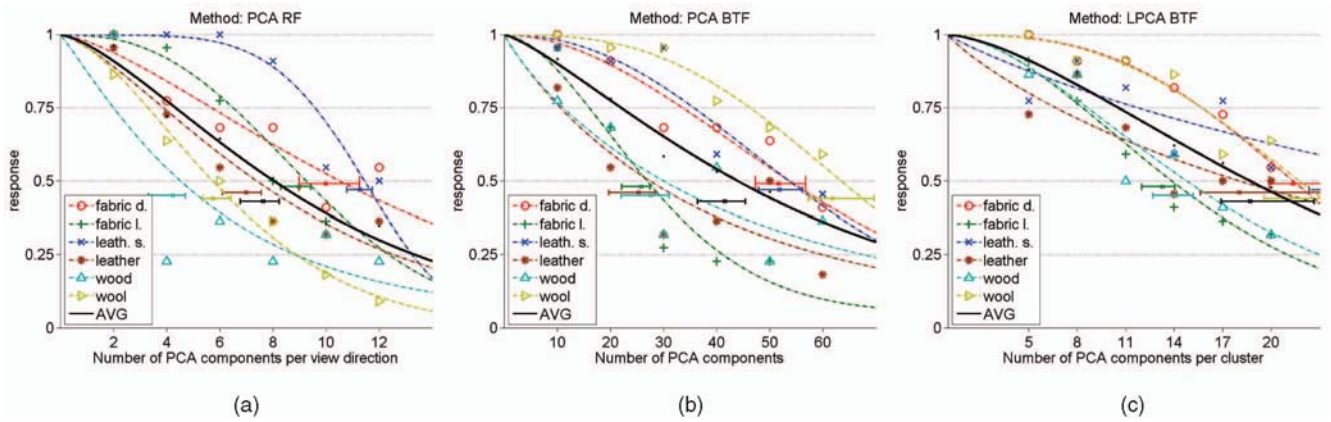 Method: PCA RF
1
0.75
0.5
0.25
0
response
fabric d.
fabric l.
leath. s.
leather
wood
wool
AVG
2 4 6 8 10 12
Number of PCA components per view direction
(a)
Method: PCA BTF
1
0.75
0.5
0.25
0
response
fabric d.
fabric l.
leath. s.
leather
wood
wool
AVG
10 20 30 40 50 60
Number of PCA components
(b)
Method: LPCA BTF
1
0.75
0.5
0.25
0
response
fabric d.
fabric l.
leath. s.
leather
wood
wool
AVG
5 8 11 14 17 20
Number of PCA components per cluster
(c)